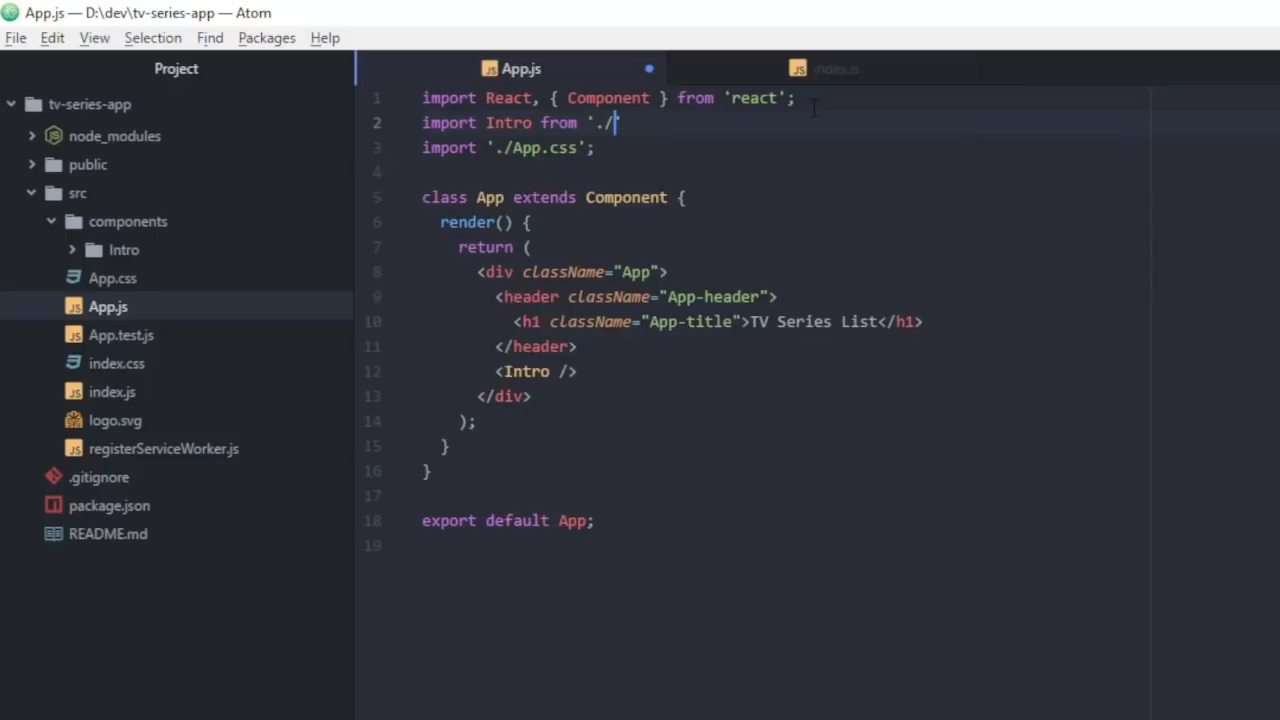 App.js — D:\dev\tv-series-app — Atom
File Edit View Selection Find Packages Help
Project
tv-series-app
node_modules
public
src
components
Intro
App.css
App.js
App.test.js
index.css
index.js
logo.svg
registerServiceWorker.js
.gitignore
package.json
README.md
App.js
index.js
1 import React, { Component } from 'react';
2 import Intro from './'
3 import './App.css';
4
5 class App extends Component {
6 render() {
7 return (
8 <div className="App">
9 <header className="App-header">
10 <h1 className="App-title">TV Series List</h1>
11 </header>
12 <Intro />
13 </div>
14 );
15 }
16 }
17
18 export default App;
19